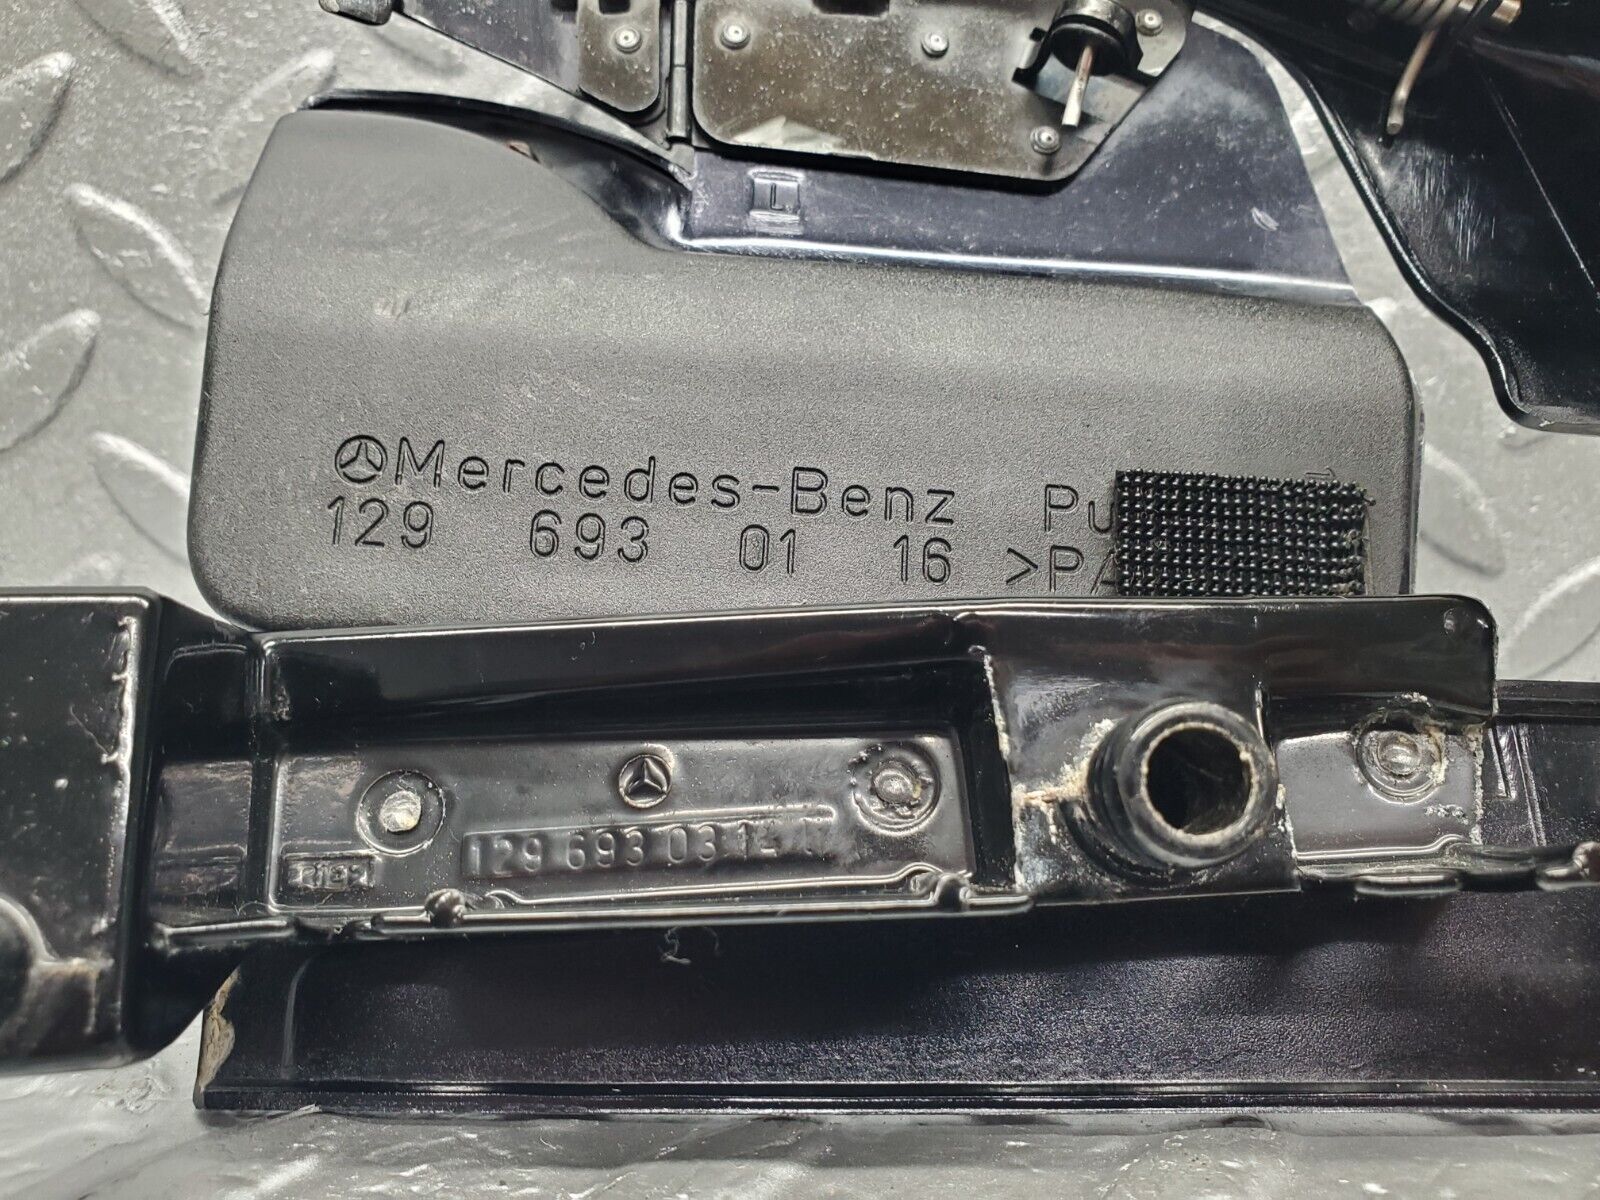 L
Mercedes-Benz Pu
129 693 01 16 >PA
129 693 03 14